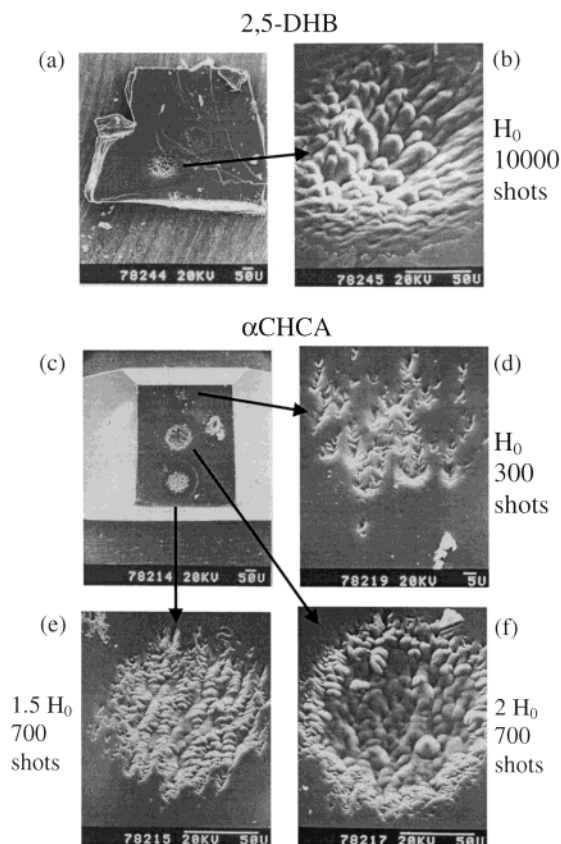 2,5-DHB
(a)
(b)
H₀
10000
shots
78244 20KV 50U
78245 20KV 50U
αCHCA
(c)
(d)
H₀
300
shots
78214 20KV 50U
78219 20KV 5U
(e)
(f)
1.5 H₀
700
shots
2 H₀
700
shots
78215 20KV 50U
78217 20KV 50U